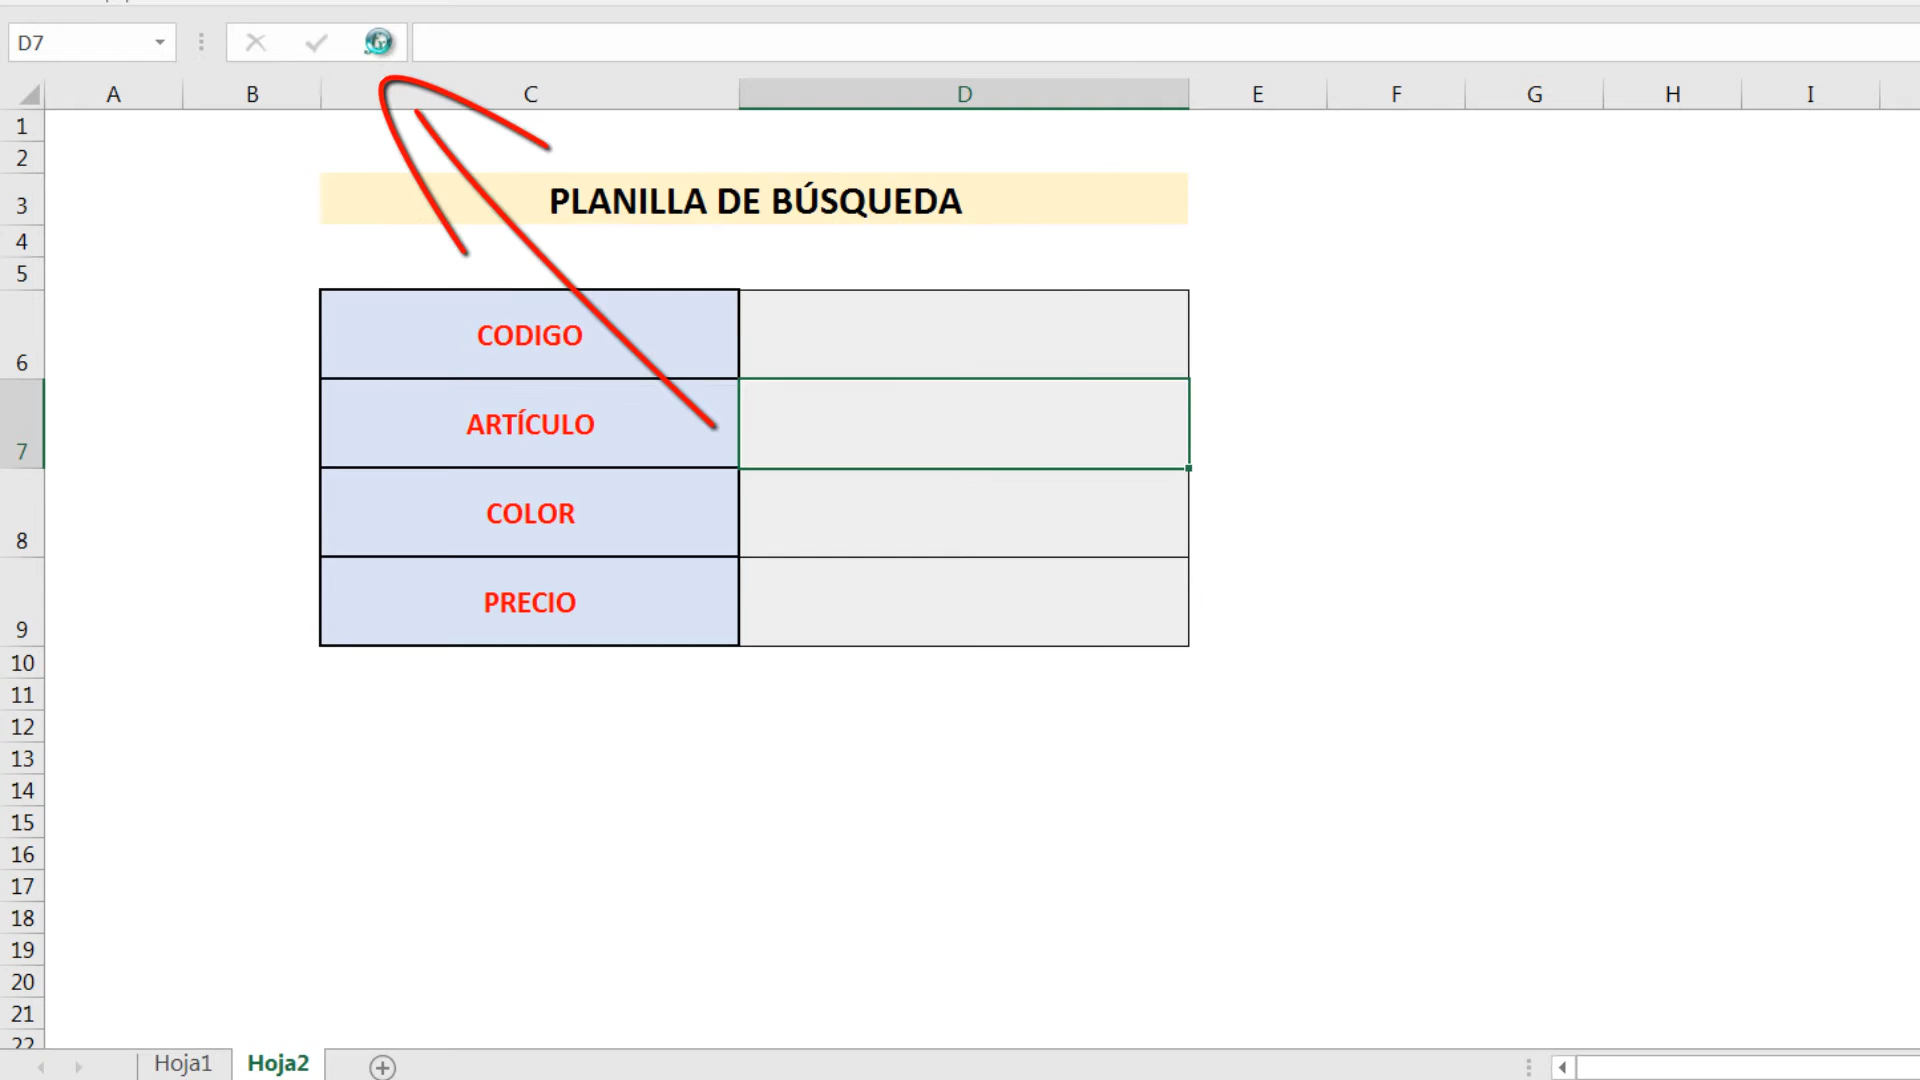 D7
A B C D E F G H I
1
2
3 PLANILLA DE BÚSQUEDA
4
5
6 CODIGO
7 ARTÍCULO
8 COLOR
9 PRECIO
10
11
12
13
14
15
16
17
18
19
20
21
22
Hoja1 Hoja2